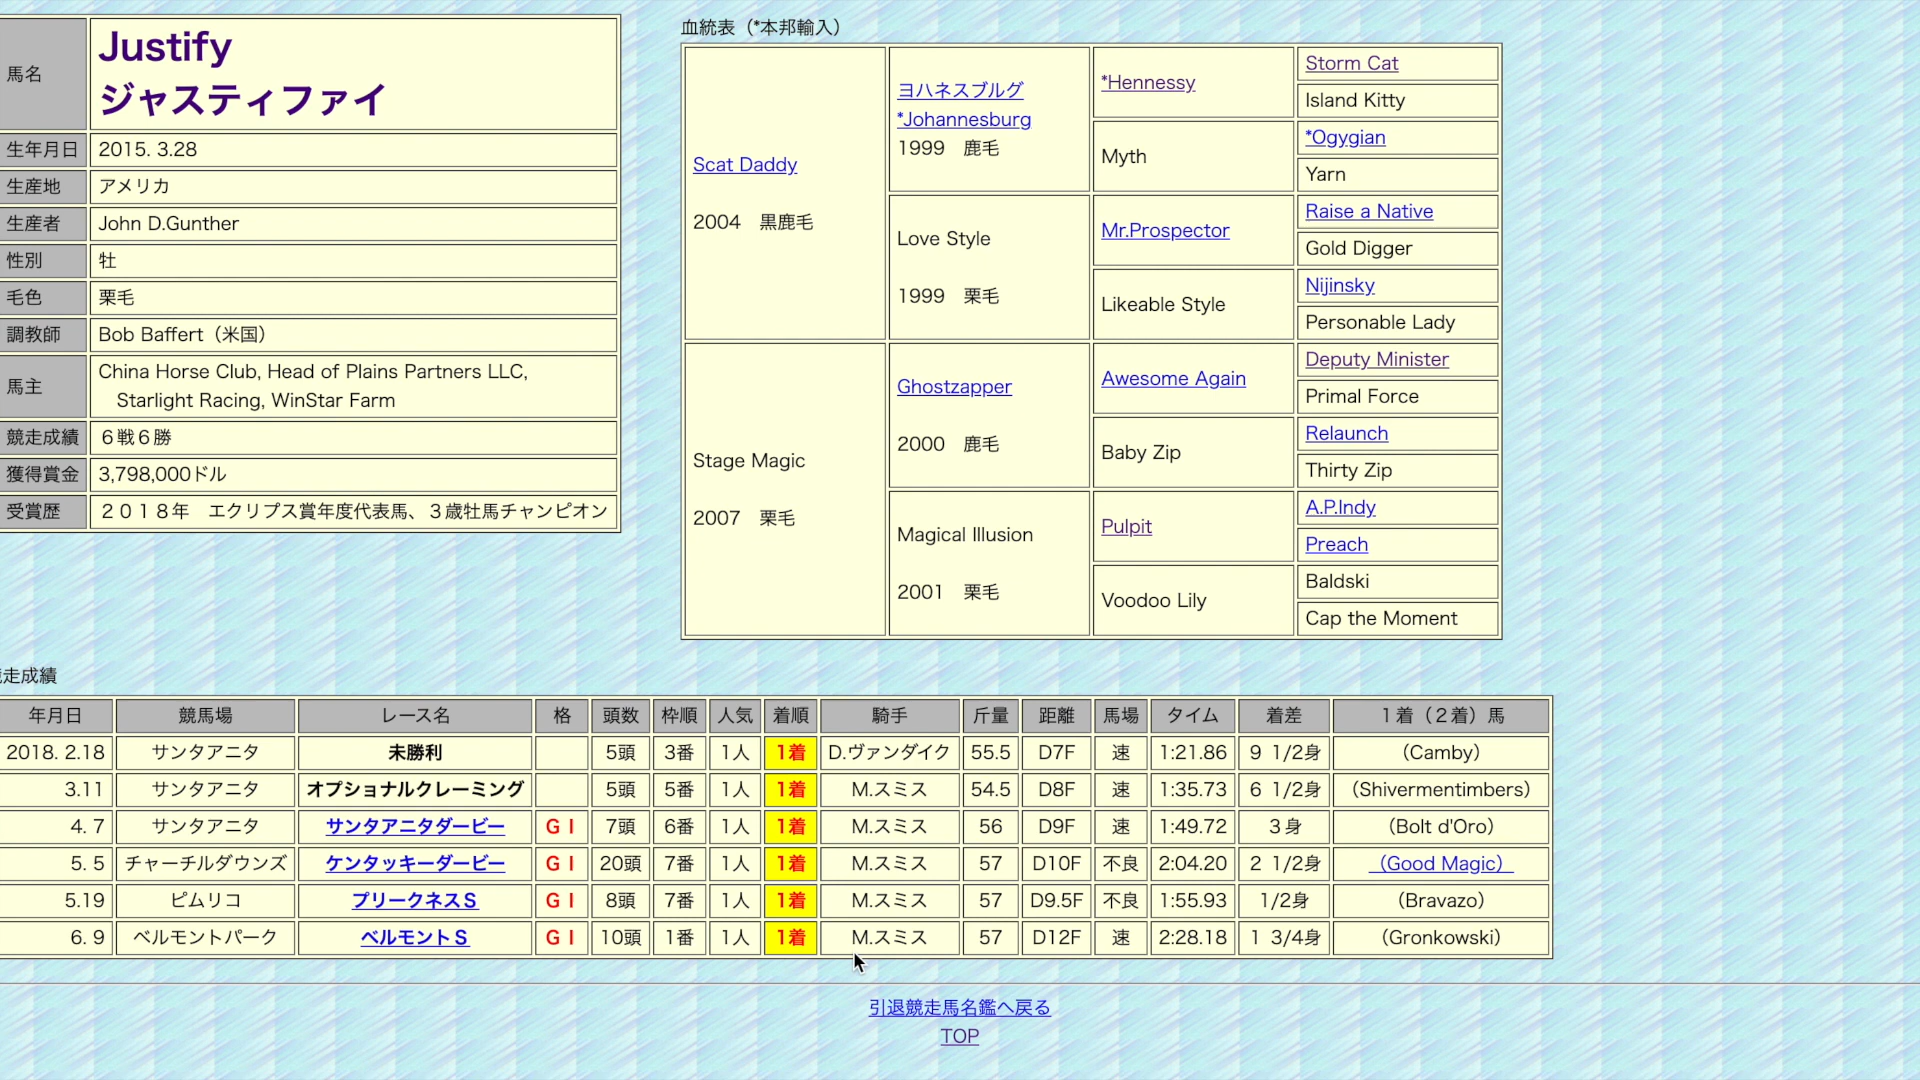 馬名
Justify
ジャスティファイ
生年月日 2015. 3.28
生産地 アメリカ
生産者 John D.Gunther
性別 牡
毛色 栗毛
調教師 Bob Baffert（米国）
馬主 China Horse Club, Head of Plains Partners LLC,
Starlight Racing, WinStar Farm
競走成績 ６戦６勝
獲得賞金 3,798,000ドル
受賞歴 ２０１８年　エクリプス賞年度代表馬、３歳牡馬チャンピオン
血統表（*本邦輸入）
Scat Daddy
2004　黒鹿毛
ヨハネスブルグ
*Johannesburg
1999　鹿毛
*Hennessy
Storm Cat
Island Kitty
Myth
*Ogygian
Yarn
Love Style
1999　栗毛
Mr.Prospector
Raise a Native
Gold Digger
Likeable Style
Nijinsky
Personable Lady
Stage Magic
2007　栗毛
Ghostzapper
2000　鹿毛
Awesome Again
Deputy Minister
Primal Force
Baby Zip
Relaunch
Thirty Zip
Magical Illusion
2001　栗毛
Pulpit
A.P.Indy
Preach
Voodoo Lily
Baldski
Cap the Moment
走成績
年月日 競馬場 レース名 格 頭数 枠順 人気 着順 騎手 斤量 距離 馬場 タイム 着差 １着（２着）馬
2018. 2.18 サンタアニタ 未勝利 5頭 3番 1人 1着 D.ヴァンダイク 55.5 D7F 速 1:21.86 9 1/2身 （Camby）
3.11 サンタアニタ オプショナルクレーミング 5頭 5番 1人 1着 M.スミス 54.5 D8F 速 1:35.73 6 1/2身 （Shivermentimbers）
4. 7 サンタアニタ サンタアニタダービー ＧⅠ 7頭 6番 1人 1着 M.スミス 56 D9F 速 1:49.72 ３身 （Bolt d'Oro）
5. 5 チャーチルダウンズ ケンタッキーダービー ＧⅠ 20頭 7番 1人 1着 M.スミス 57 D10F 不良 2:04.20 2 1/2身 （Good Magic）
5.19 ピムリコ プリークネスＳ ＧⅠ 8頭 7番 1人 1着 M.スミス 57 D9.5F 不良 1:55.93 1/2身 （Bravazo）
6. 9 ベルモントパーク ベルモントＳ ＧⅠ 10頭 1番 1人 1着 M.スミス 57 D12F 速 2:28.18 1 3/4身 （Gronkowski）
引退競走馬名鑑へ戻る
TOP